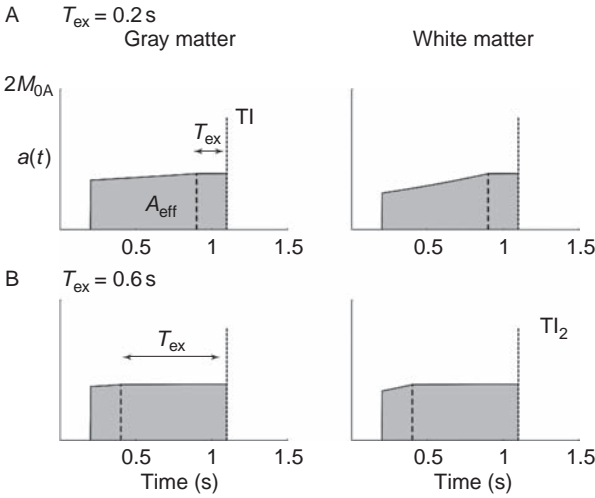 A T_ex = 0.2 s
Gray matter White matter
2M_0A
TI
T_ex
a(t)
A_eff
0.5 1 1.5 0.5 1 1.5
B T_ex = 0.6 s
TI_2
T_ex
0.5 1 1.5 0.5 1 1.5
Time (s) Time (s)